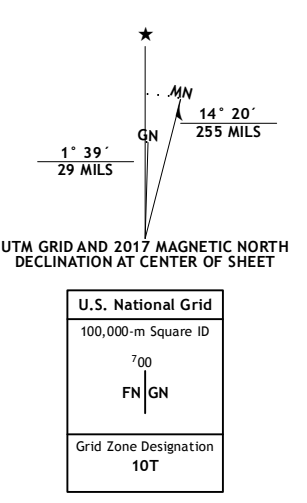 ★
MN
GN
14° 20´
255 MILS
1° 39´
29 MILS
UTM GRID AND 2017 MAGNETIC NORTH
DECLINATION AT CENTER OF SHEET
U.S. National Grid
100,000-m Square ID
⁷00
FN GN
Grid Zone Designation
10T